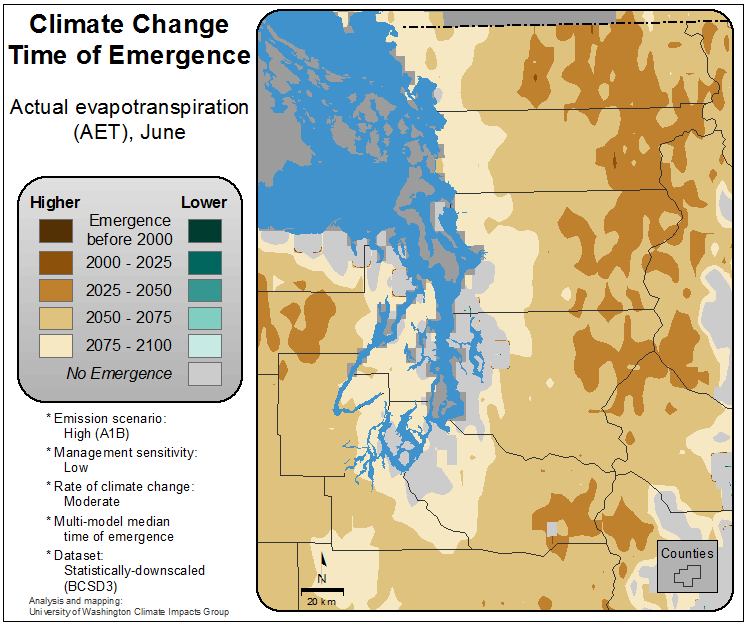 Climate Change
Time of Emergence
Actual evapotranspiration
(AET), June
Higher Lower
Emergence
before 2000
2000 - 2025
2025 - 2050
2050 - 2075
2075 - 2100
No Emergence
* Emission scenario:
High (A1B)
* Management sensitivity:
Low
* Rate of climate change:
Moderate
* Multi-model median
time of emergence
* Dataset:
Statistically-downscaled
(BCSD3)
Analysis and mapping:
University of Washington Climate Impacts Group
N
20 km
Counties